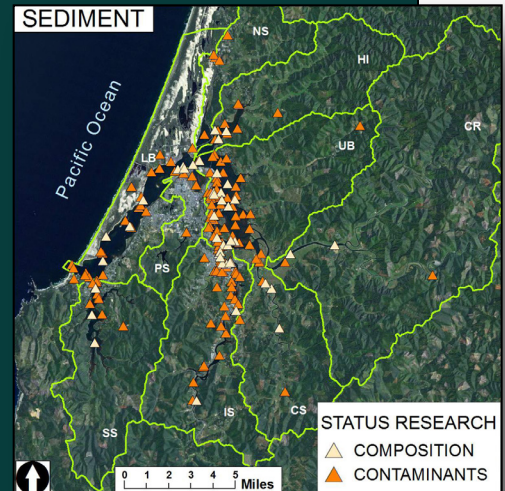 SEDIMENT
NS
HI
CR
Pacific Ocean
UB
LB
PS
SS
IS
CS
STATUS RESEARCH
COMPOSITION
CONTAMINANTS
0 1 2 3 4 5
Miles